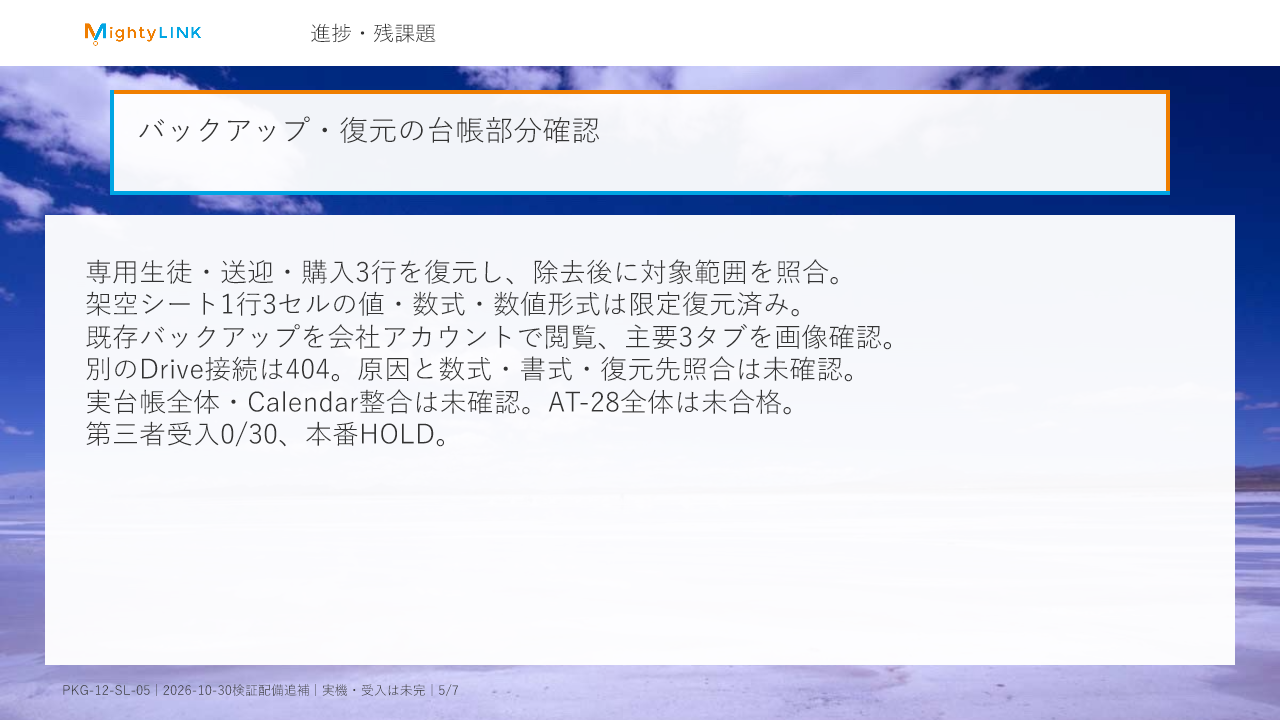 MightyLINK
進捗・残課題
バックアップ・復元の台帳部分確認
専用生徒・送迎・購入3行を復元し、除去後に対象範囲を照合。
架空シート1行3セルの値・数式・数値形式は限定復元済み。
既存バックアップを会社アカウントで閲覧、主要3タブを画像確認。
別のDrive接続は404。原因と数式・書式・復元先照合は未確認。
実台帳全体・Calendar整合は未確認。AT-28全体は未合格。
第三者受入0/30、本番HOLD。
PKG-12-SL-05 | 2026-10-30検証配備追補 | 実機・受入は未完 | 5/7